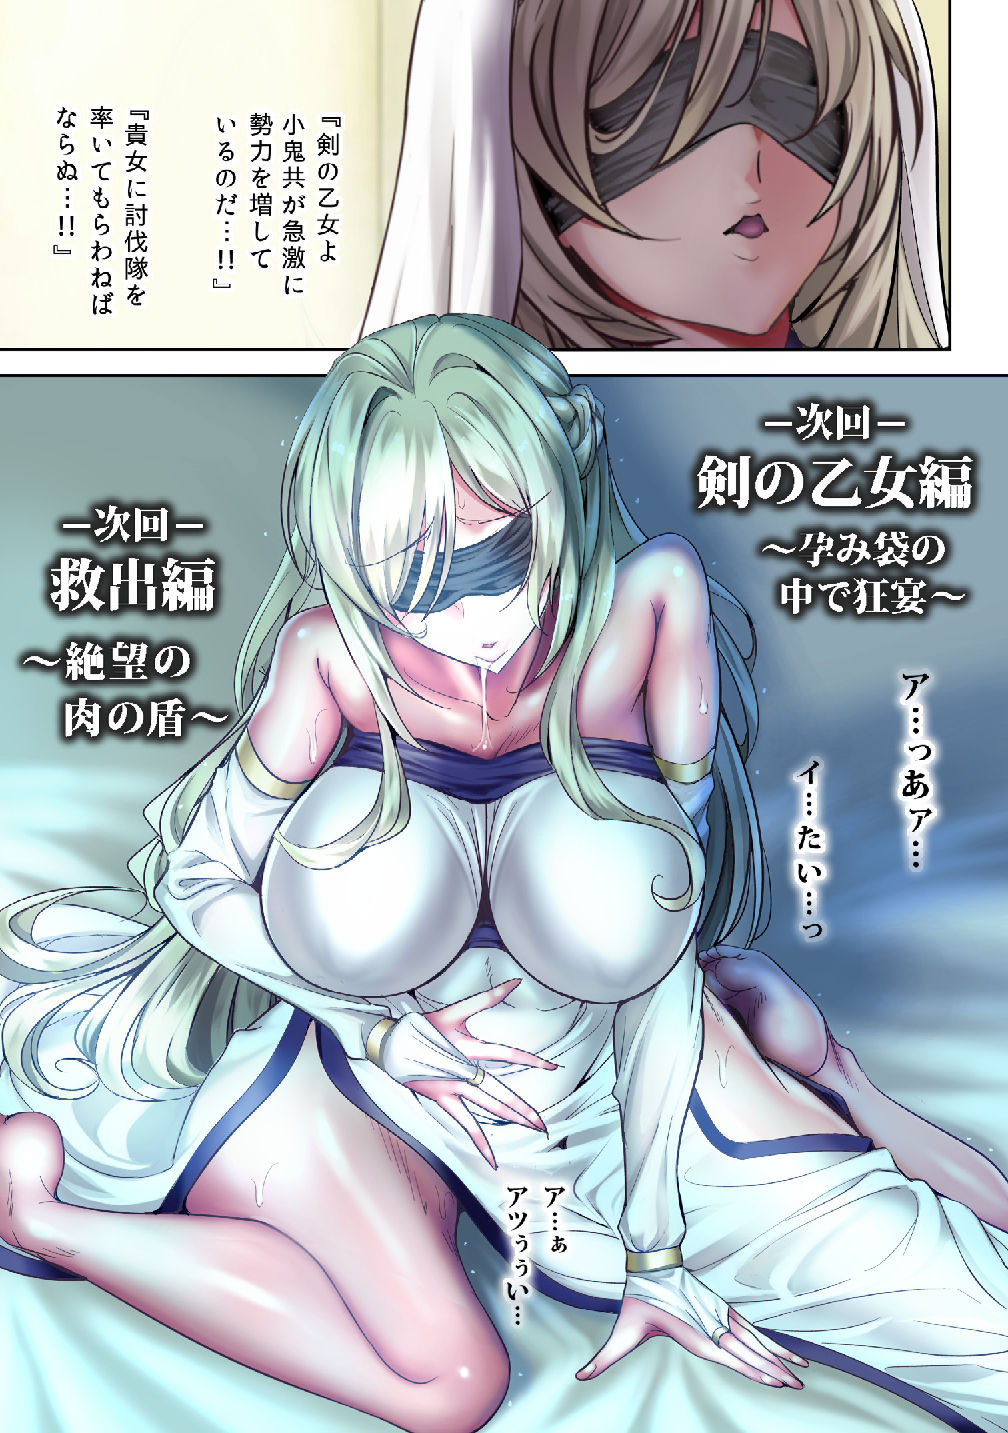 『剣の乙女よ
小鬼共が急激に
勢力を増して
いるのだ…!!』
『貴女に討伐隊を
率いてもらわねば
ならぬ…!!』
－次回－
剣の乙女編
～孕み袋の
中で狂宴～
－次回－
救出編
～絶望の
肉の盾～
ア…っあァ…
イ…たい…っ
ア…ぁ
アツぅぅい…